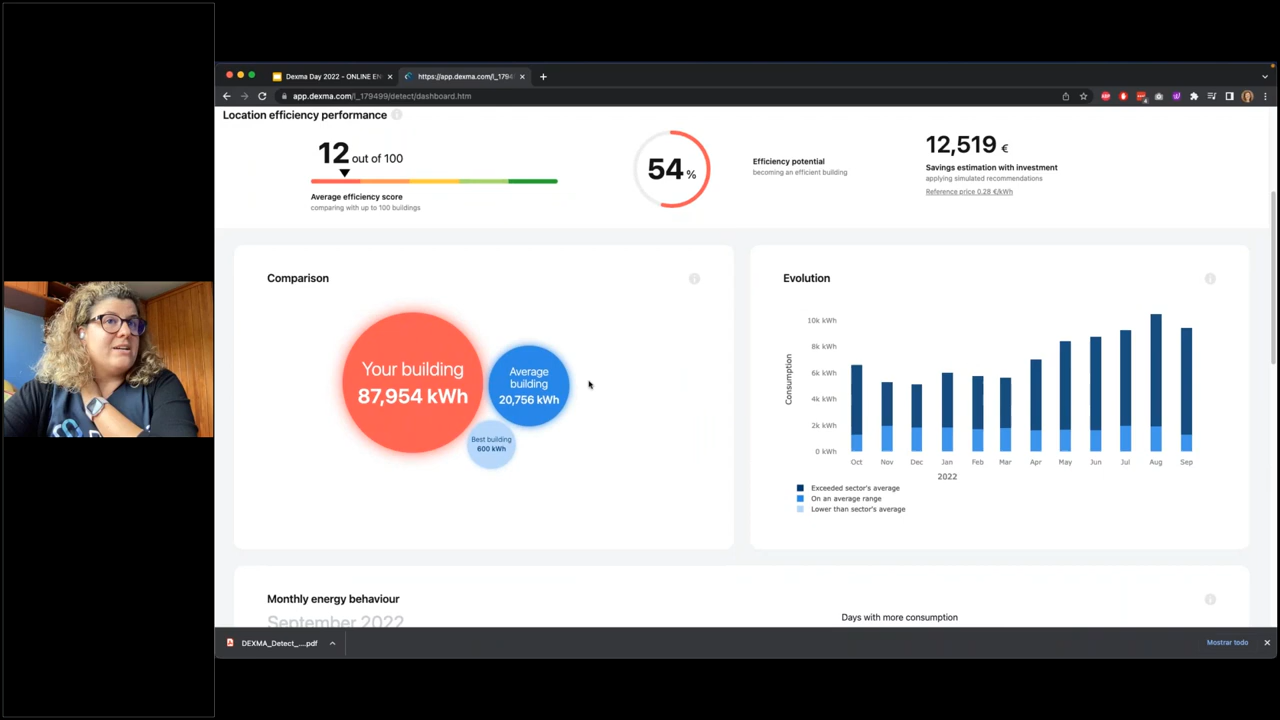 Dexma Day 2022 - ONLINE EN
https://app.dexma.com/l_1794
app.dexma.com/l_179499/detect/dashboard.htm
Location efficiency performance
12 out of 100
Average efficiency score
comparing with up to 100 buildings
54 %
Efficiency potential
becoming an efficient building
12,519 €
Savings estimation with investment
applying simulated recommendations
Reference price 0.28 €/kWh
Comparison
Your building
87,954 kWh
Average
building
20,756 kWh
Best building
600 kWh
Evolution
Consumption
10k kWh
8k kWh
6k kWh
4k kWh
2k kWh
0 kWh
Oct Nov Dec Jan Feb Mar Apr May Jun Jul Aug Sep
2022
Exceeded sector's average
On an average range
Lower than sector's average
Monthly energy behaviour
September 2022
Days with more consumption
DEXMA_Detect_....pdf
Mostrar todo